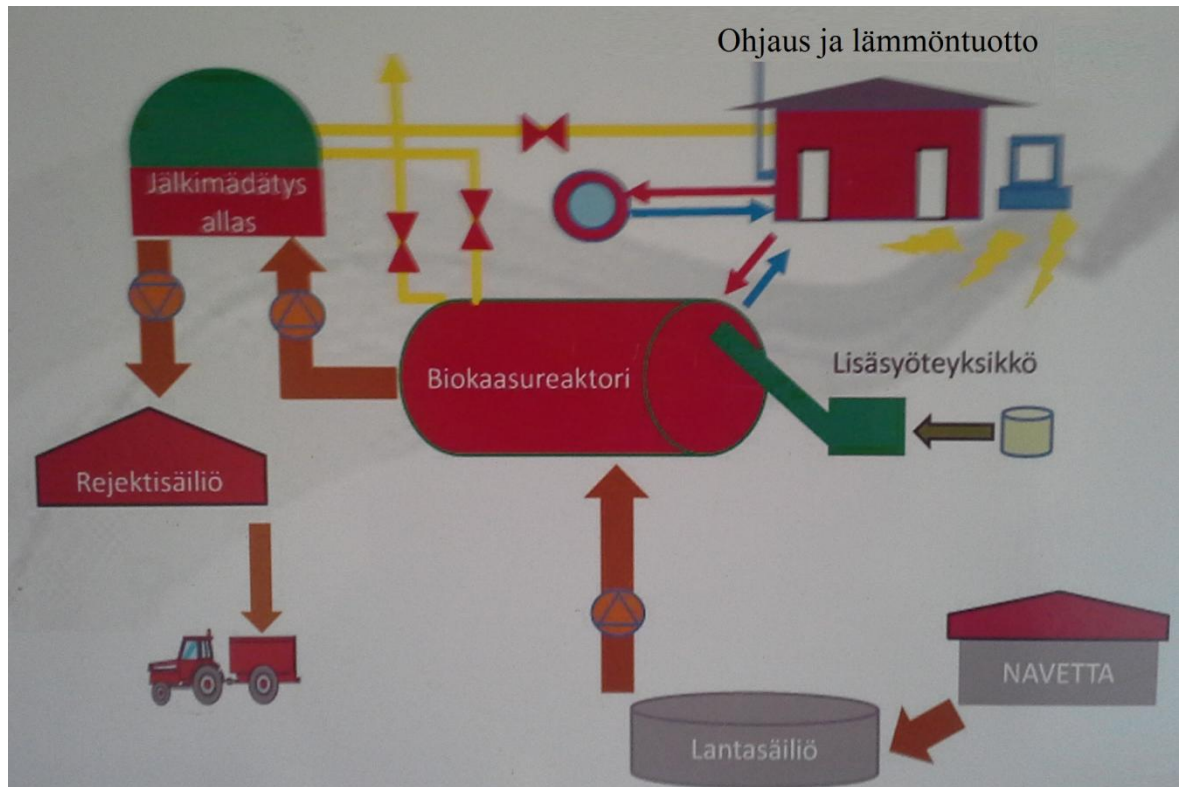 Ohjaus ja lämmöntuotto
Jälkimädätys
allas
Biokaasureaktori
Lisäsyöteyksikkö
Rejektisäiliö
NAVETTA
Lantasäiliö